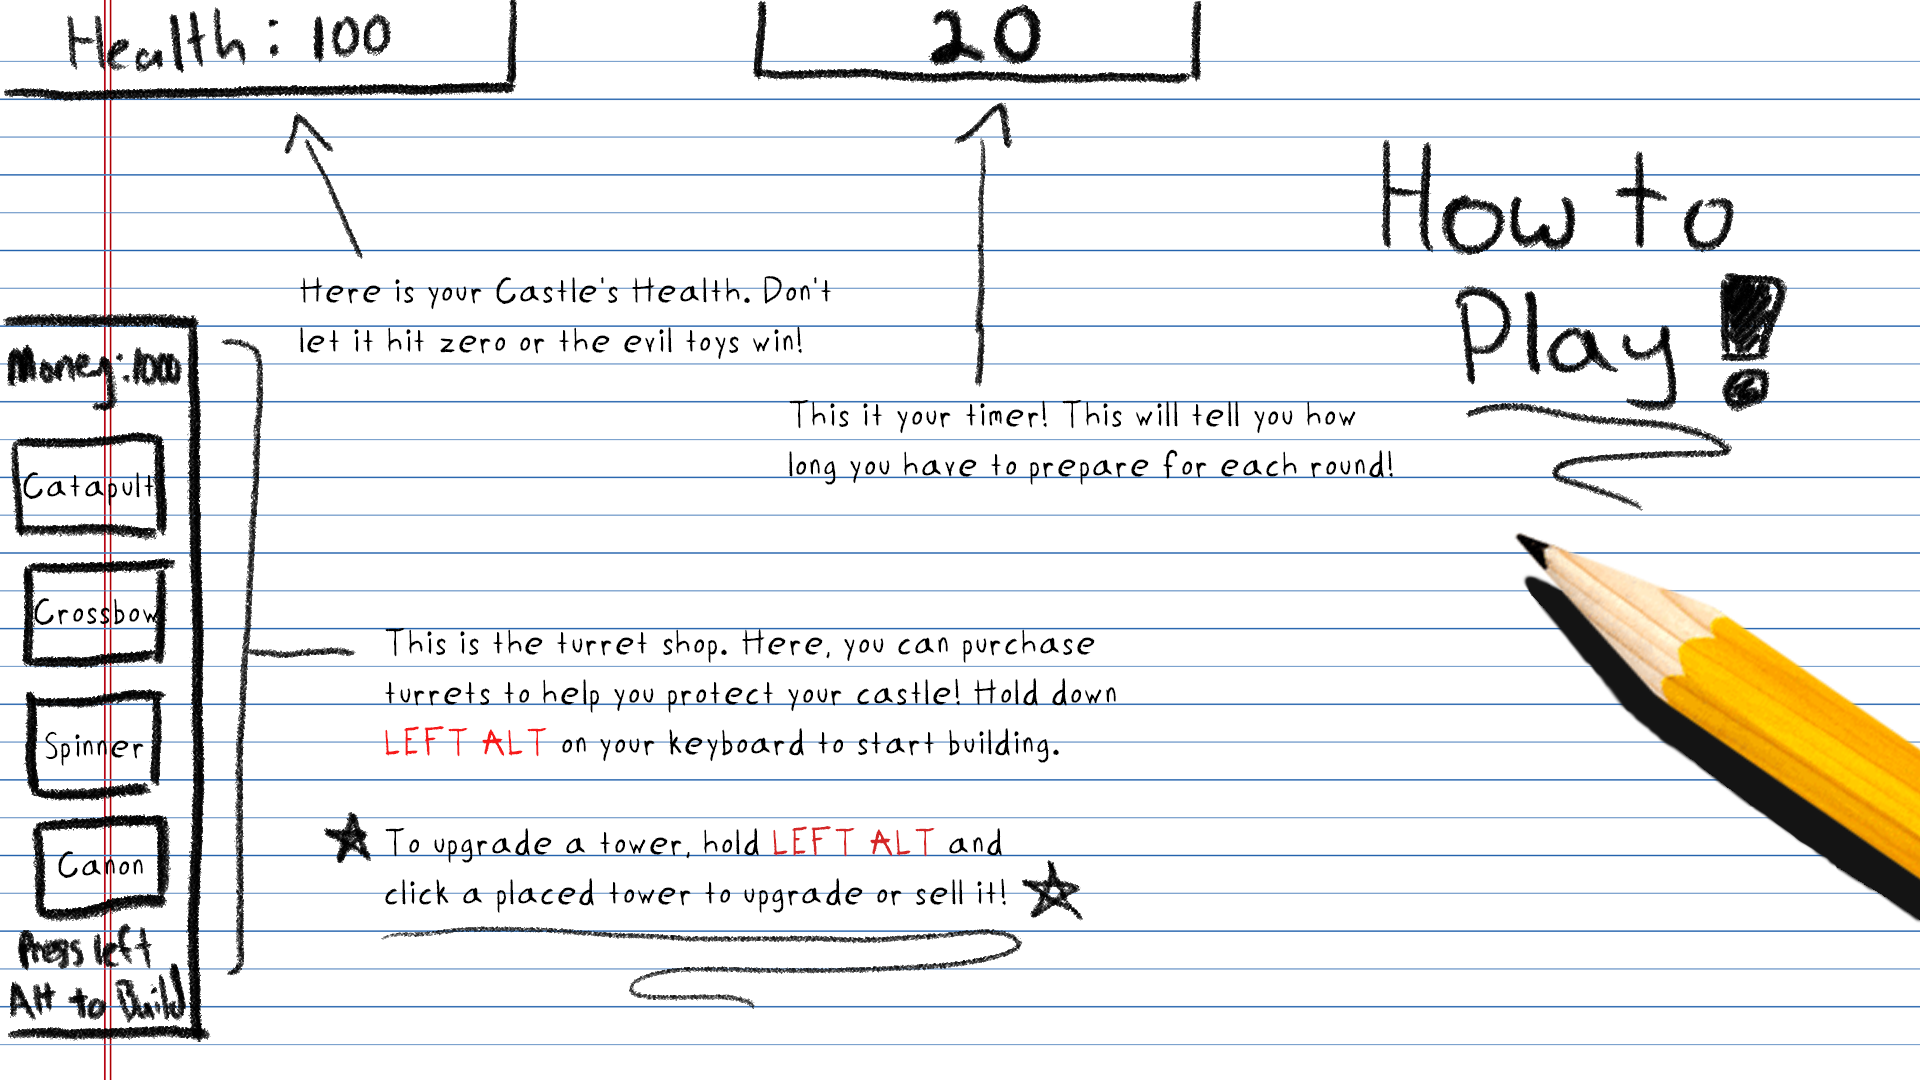 Health: 100
20
How to
Play!
Here is your Castle's Health. Don't
let it hit zero or the evil toys win!
This it your timer! This will tell you how
long you have to prepare for each round!
Money: 1000
Catapult
Crossbow
Spinner
Canon
Press left
Alt to Build
This is the turret shop. Here, you can purchase
turrets to help you protect your castle! Hold down
LEFT ALT on your keyboard to start building.
To upgrade a tower, hold LEFT ALT and
click a placed tower to upgrade or sell it!